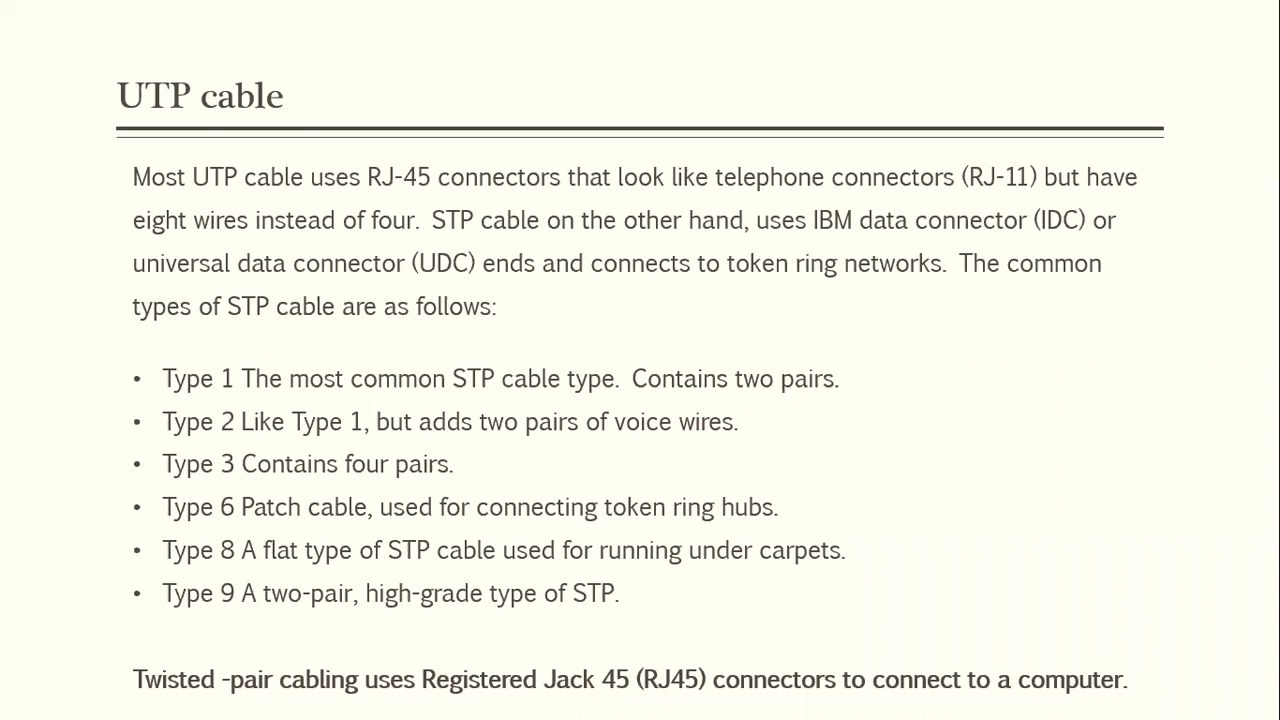 UTP cable
Most UTP cable uses RJ-45 connectors that look like telephone connectors (RJ-11) but have
eight wires instead of four.  STP cable on the other hand, uses IBM data connector (IDC) or
universal data connector (UDC) ends and connects to token ring networks.  The common
types of STP cable are as follows:
• Type 1 The most common STP cable type.  Contains two pairs.
• Type 2 Like Type 1, but adds two pairs of voice wires.
• Type 3 Contains four pairs.
• Type 6 Patch cable, used for connecting token ring hubs.
• Type 8 A flat type of STP cable used for running under carpets.
• Type 9 A two-pair, high-grade type of STP.
Twisted -pair cabling uses Registered Jack 45 (RJ45) connectors to connect to a computer.